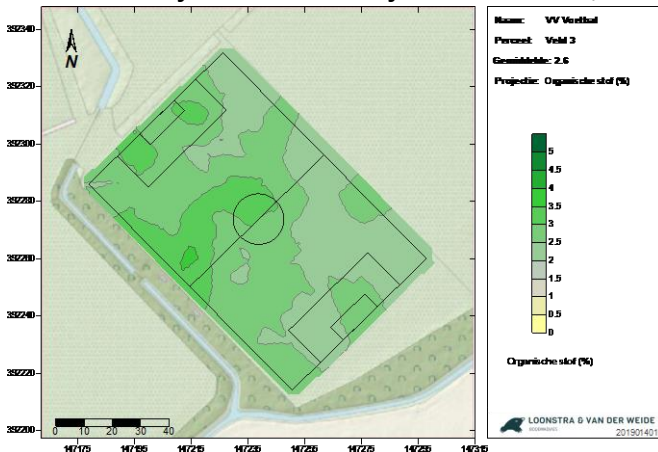 392340
392320
392300
392280
392260
392240
392220
392200
N
0 10 20 30 40
147175 147195 147215 147235 147255 147275 147295 147315
Naam: VV Voetbal
Perceel: Veld 3
Gemiddelde: 2.6
Projectie: Organische stof (%)
5
4.5
4
3.5
3
2.5
2
1.5
1
0.5
0
Organische stof (%)
LOONSTRA & VAN DER WEIDE
201901401